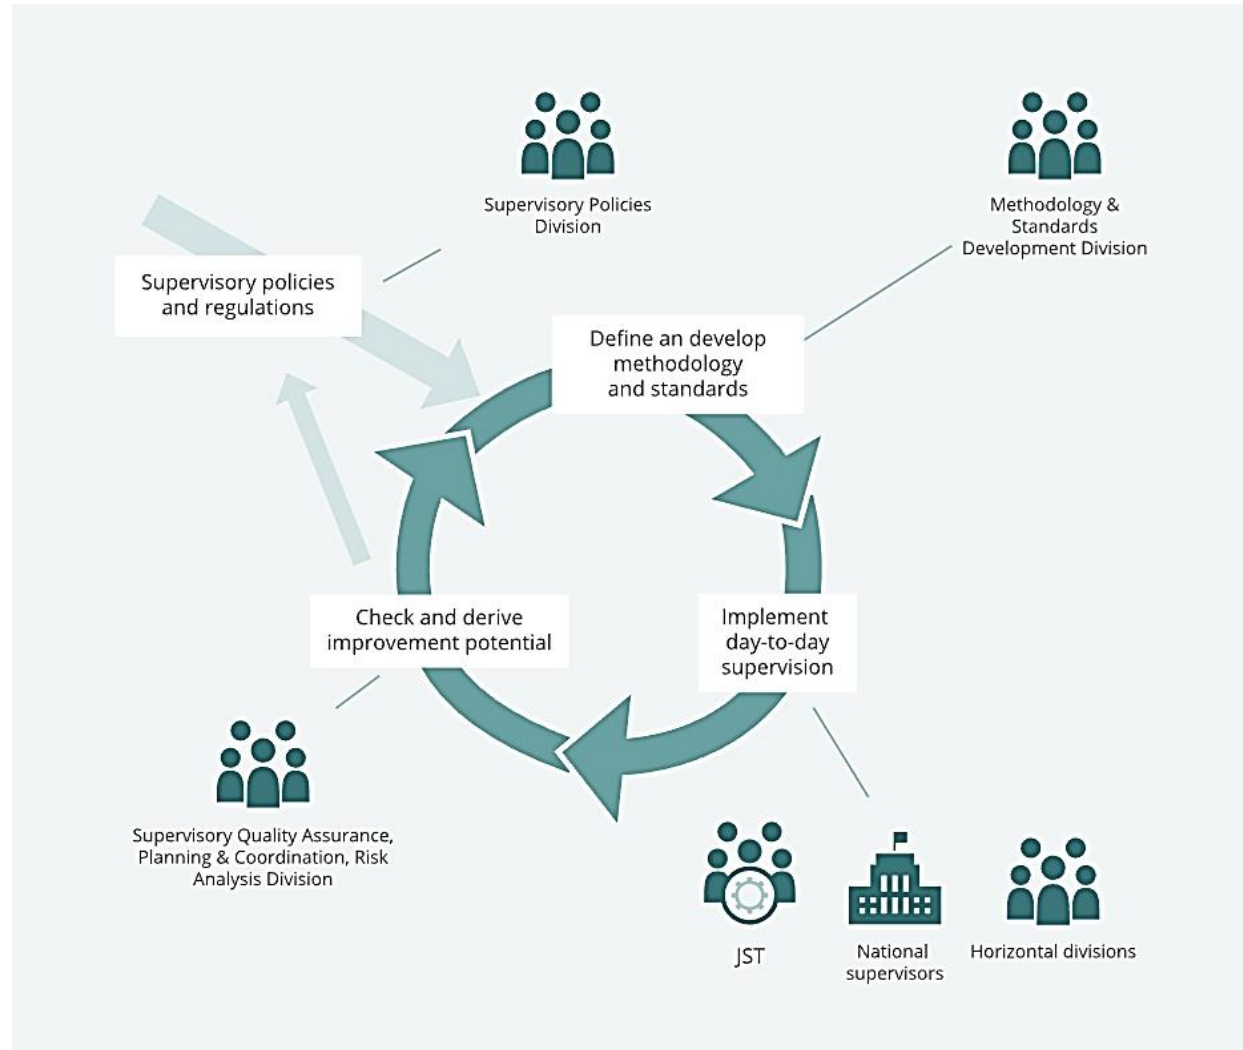 Supervisory Policies
Division
Methodology &
Standards
Development Division
Supervisory policies
and regulations
Define an develop
methodology
and standards
Check and derive
improvement potential
Implement
day-to-day
supervision
Supervisory Quality Assurance,
Planning & Coordination, Risk
Analysis Division
JST
National
supervisors
Horizontal divisions